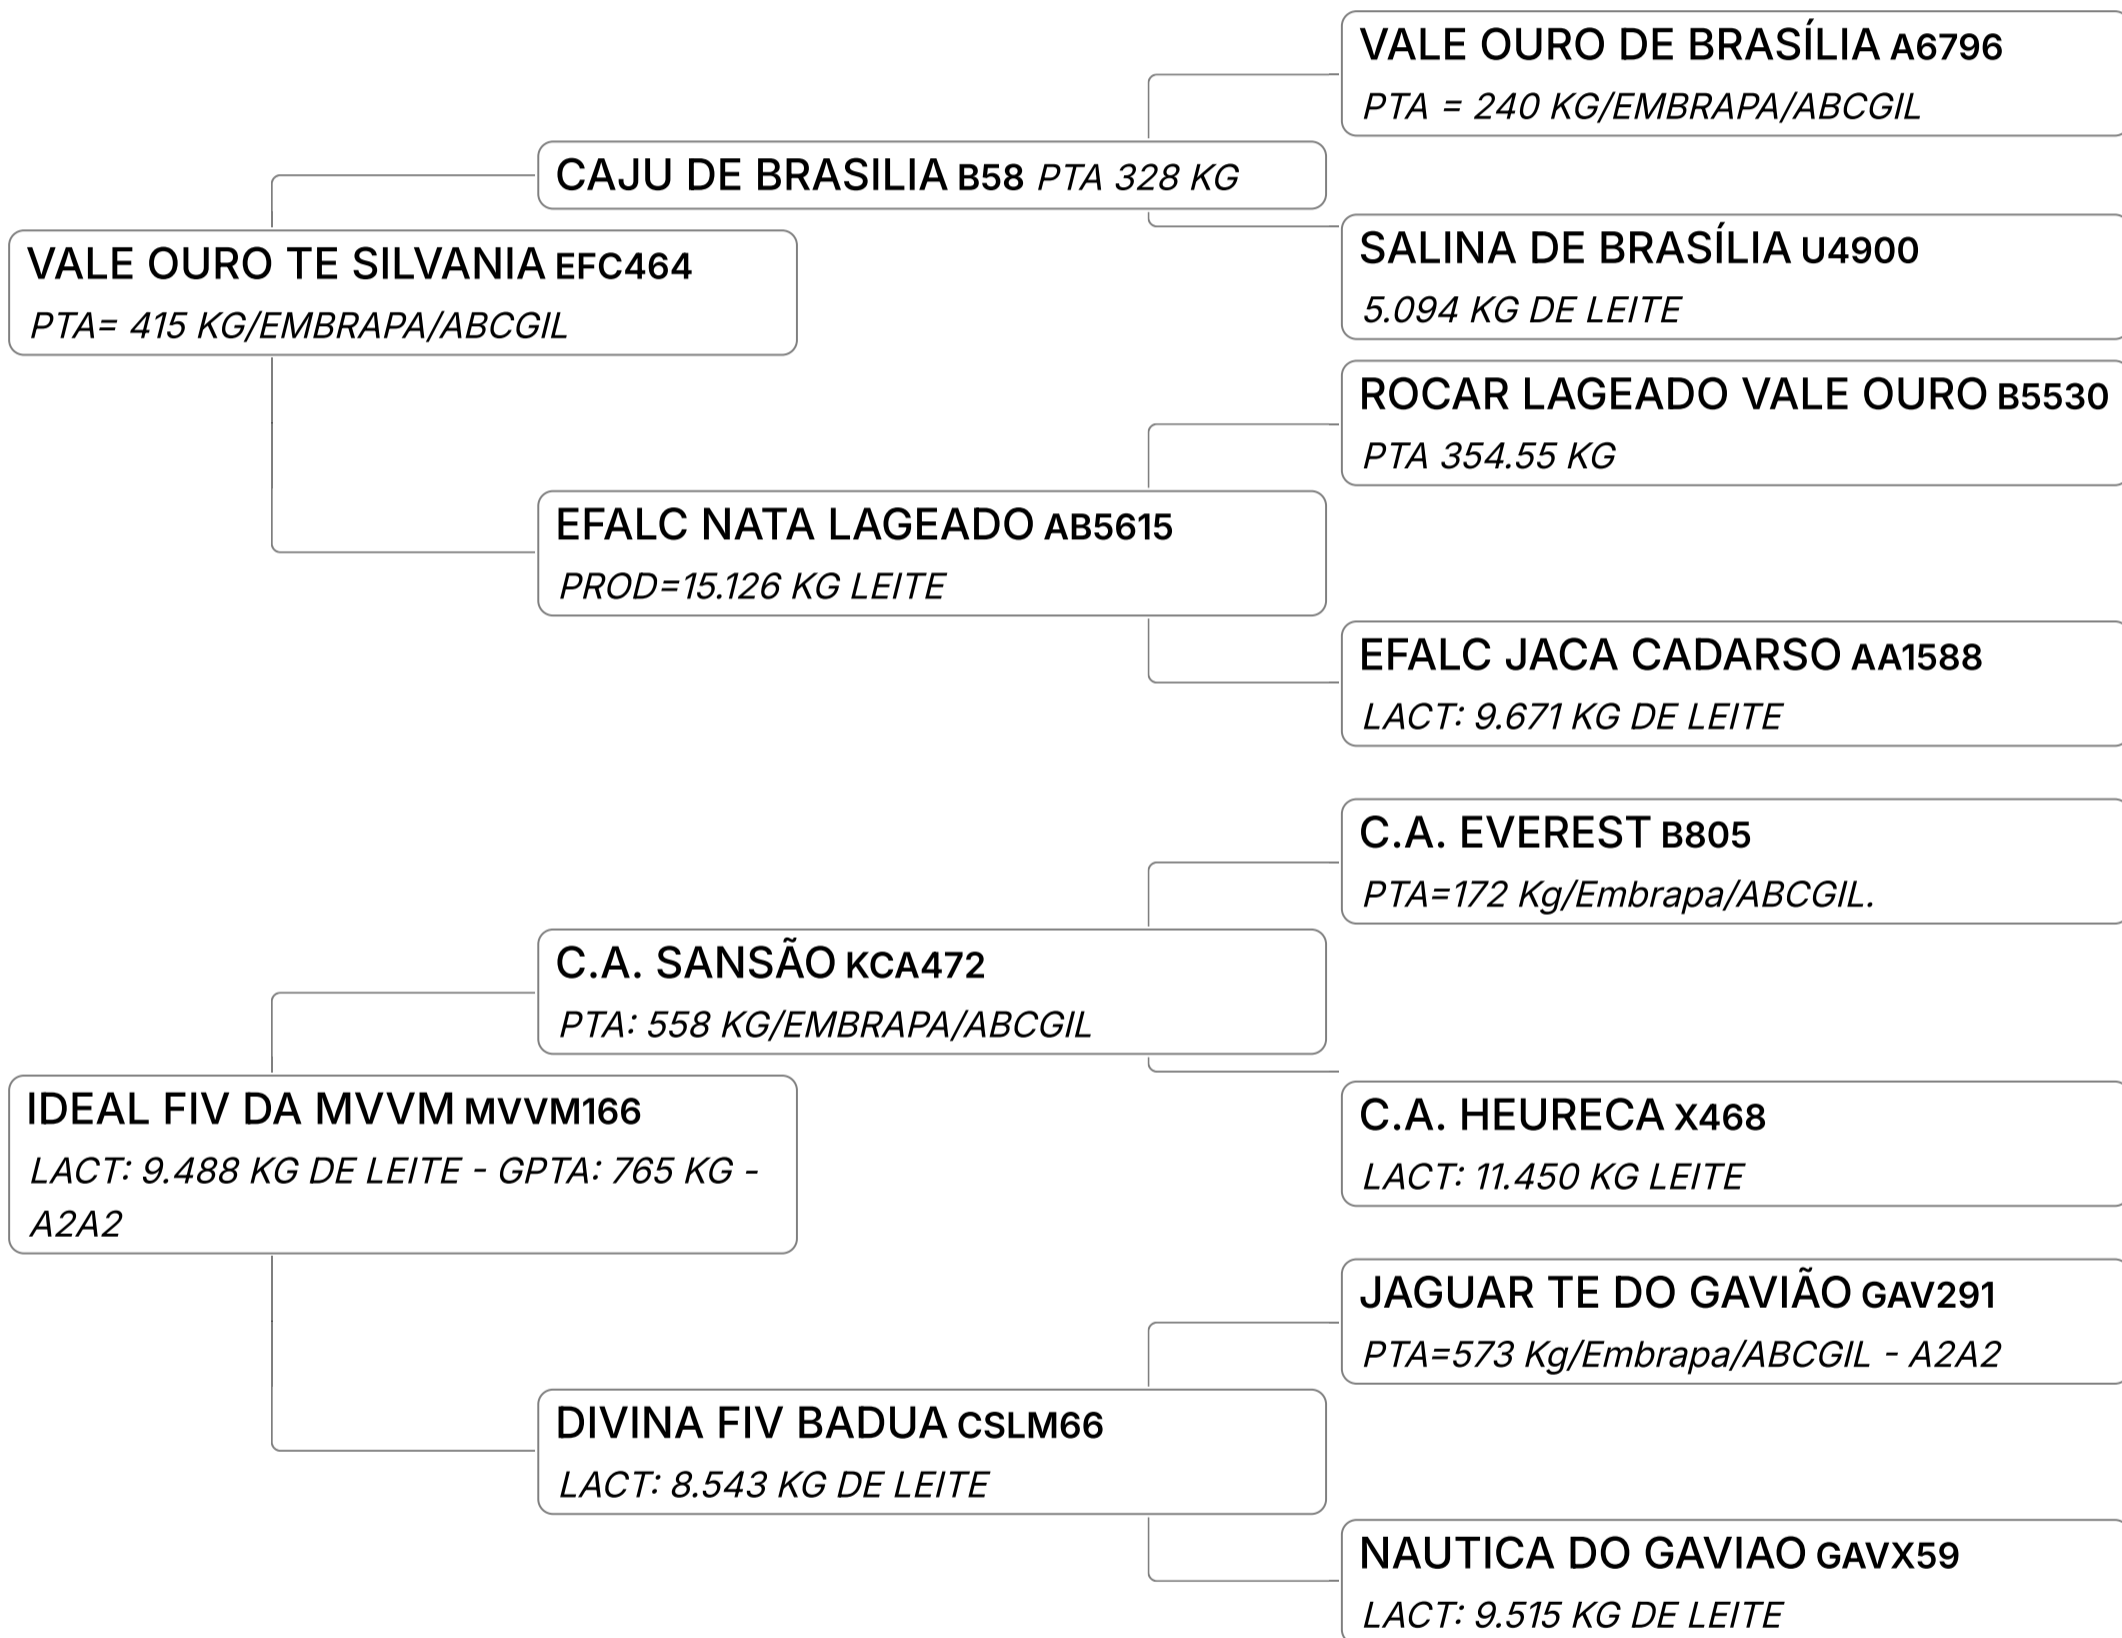 VALE OURO DE BRASÍLIA A6796
PTA = 240 KG/EMBRAPA/ABCGIL
CAJU DE BRASILIA B58 PTA 328 KG
SALINA DE BRASÍLIA U4900
5.094 KG DE LEITE
VALE OURO TE SILVANIA EFC464
PTA= 415 KG/EMBRAPA/ABCGIL
ROCAR LAGEADO VALE OURO B5530
PTA 354.55 KG
EFALC NATA LAGEADO AB5615
PROD=15.126 KG LEITE
EFALC JACA CADARSO AA1588
LACT: 9.671 KG DE LEITE
C.A. EVEREST B805
PTA=172 Kg/Embrapa/ABCGIL.
C.A. SANSÃO KCA472
PTA: 558 KG/EMBRAPA/ABCGIL
C.A. HEURECA X468
LACT: 11.450 KG LEITE
IDEAL FIV DA MVVM MVVM166
LACT: 9.488 KG DE LEITE - GPTA: 765 KG -
A2A2
JAGUAR TE DO GAVIÃO GAV291
PTA=573 Kg/Embrapa/ABCGIL - A2A2
DIVINA FIV BADUA CSLM66
LACT: 8.543 KG DE LEITE
NAUTICA DO GAVIAO GAVX59
LACT: 9.515 KG DE LEITE